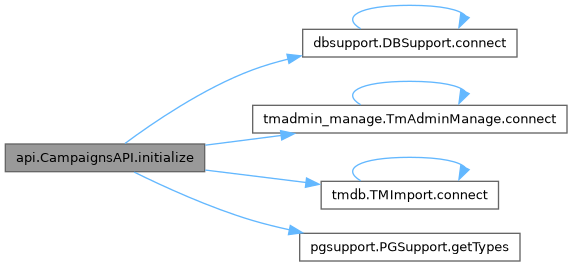 dbsupport.DBSupport.connect
tmadmin_manage.TmAdminManage.connect
api.CampaignsAPI.initialize
tmdb.TMImport.connect
pgsupport.PGSupport.getTypes